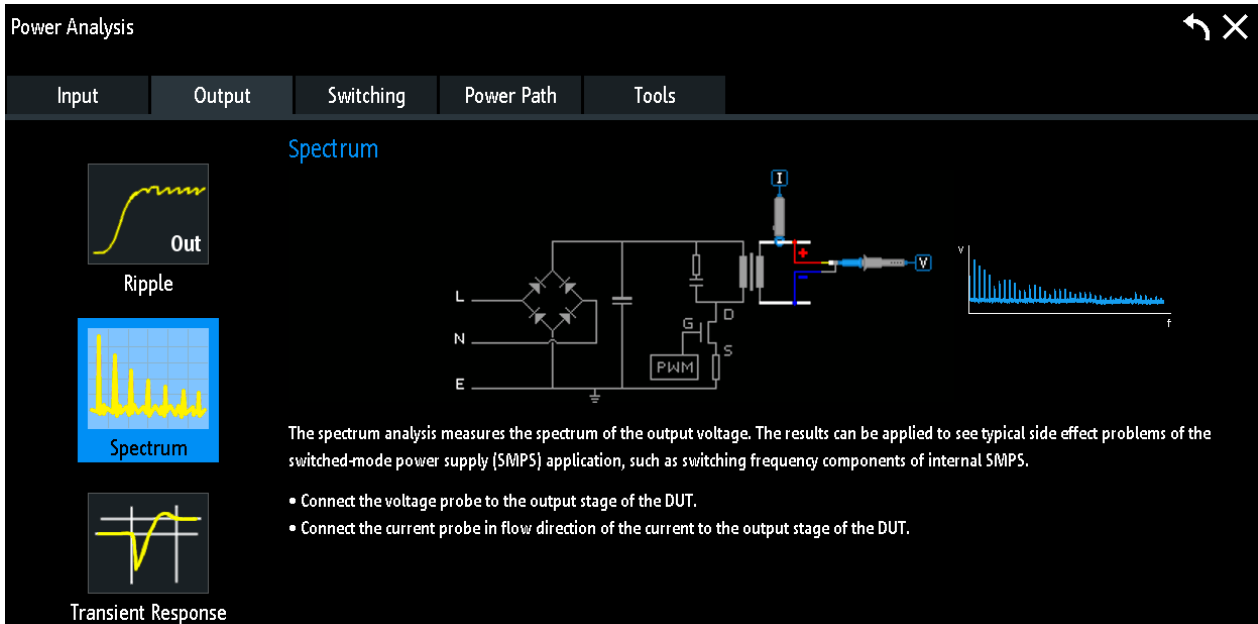 Power Analysis
Input
Output
Switching
Power Path
Tools
Out
Ripple
Spectrum
Transient Response
Spectrum
I
+
-
V
L
N
E
G
D
S
PWM
V
f
The spectrum analysis measures the spectrum of the output voltage. The results can be applied to see typical side effect problems of the
switched-mode power supply (SMPS) application, such as switching frequency components of internal SMPS.
• Connect the voltage probe to the output stage of the DUT.
• Connect the current probe in flow direction of the current to the output stage of the DUT.